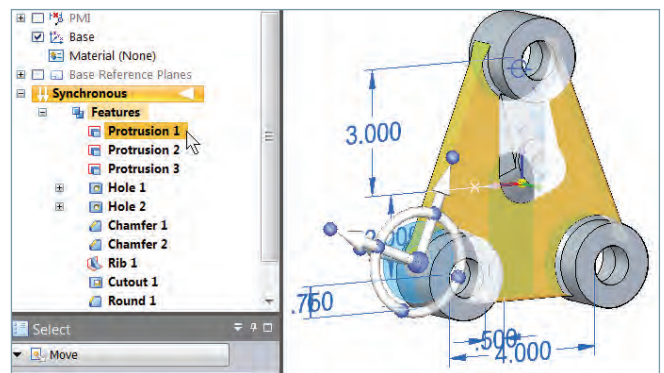 PMI
Base
Material (None)
Base Reference Planes
Synchronous
Features
Protrusion 1
Protrusion 2
Protrusion 3
Hole 1
Hole 2
Chamfer 1
Chamfer 2
Rib 1
Cutout 1
Round 1
Select
Move
3.000
.750
.500
4.000